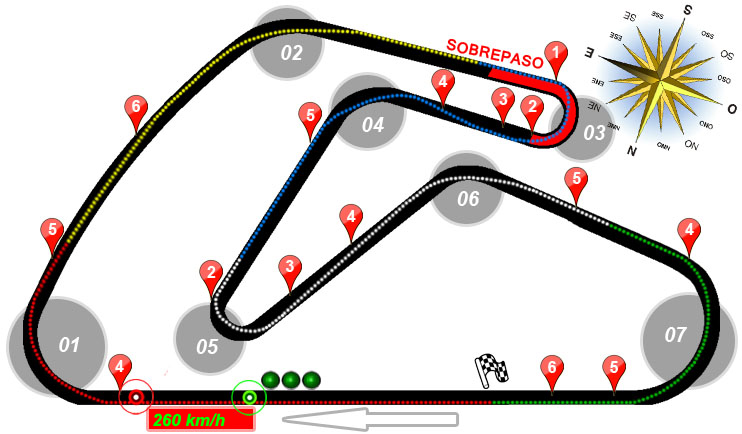 S
SSE
SSO
SE
SO
ESE
OSO
E
O
ENE
ONO
NE
NO
NNE
NNO
N
SOBREPASO
1
02
6
4
5
04
3
2
03
06
5
5
4
4
2
3
01
05
07
4
6
5
260 km/h